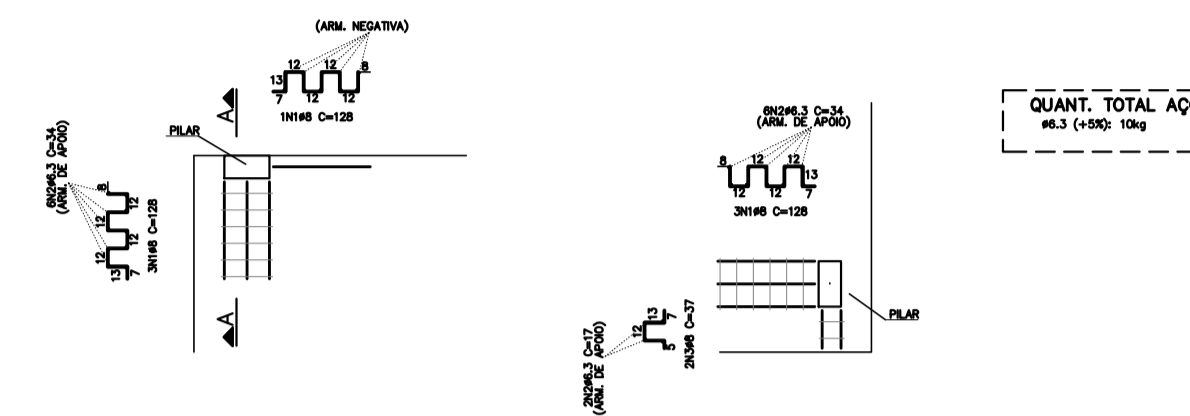 (ARM. NEGATIVA)
12 12 8
13
7 12 12
1N1ø8 C=128
A
PILAR
6N2ø6.3 C=34
(ARM. DE APOIO)
8
12
12
12
12
13 7
3N1ø8 C=128
A
6N2ø6.3 C=34
(ARM. DE APOIO)
8 12 12
13
12 12 7
3N1ø8 C=128
PILAR
2N2ø6.3 C=17
(ARM. DE APOIO)
13 7
12
5
2N3ø8 C=37
QUANT. TOTAL AÇ
ø6.3 (+5%): 10kg